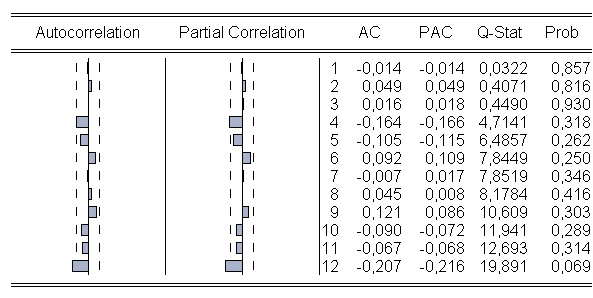 Autocorrelation Partial Correlation AC PAC Q-Stat Prob
1 -0,014 -0,014 0,0322 0,857
2 0,049 0,049 0,4071 0,816
3 0,016 0,018 0,4490 0,930
4 -0,164 -0,166 4,7141 0,318
5 -0,105 -0,115 6,4857 0,262
6 0,092 0,109 7,8449 0,250
7 -0,007 0,017 7,8519 0,346
8 0,045 0,008 8,1784 0,416
9 0,121 0,086 10,609 0,303
10 -0,090 -0,072 11,941 0,289
11 -0,067 -0,068 12,693 0,314
12 -0,207 -0,216 19,891 0,069